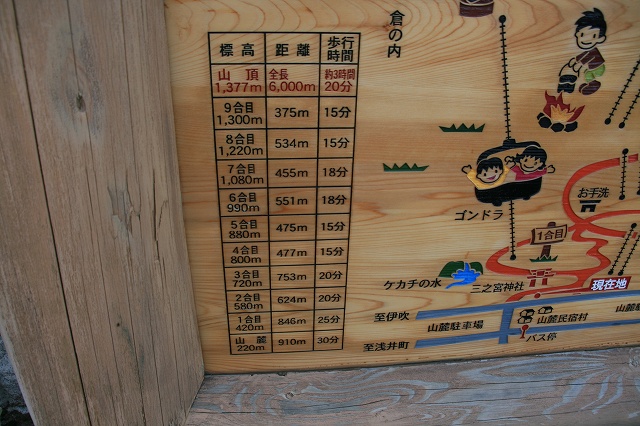 倉の内
標高 距離 歩行時間
山頂 1,377m 全長 6,000m 約3時間20分
9合目 1,300m 375m 15分
8合目 1,220m 534m 15分
7合目 1,080m 455m 18分
6合目 990m 551m 18分
5合目 880m 475m 15分
4合目 800m 477m 15分
3合目 720m 753m 20分
2合目 580m 624m 20分
1合目 420m 846m 25分
山麓 220m 910m 30分
お手洗
ゴンドラ
1合目
ケカチの水
三之宮神社
現在地
至伊吹
山麓駐車場
山麓民宿村
山麓駐
バス停
至浅井町